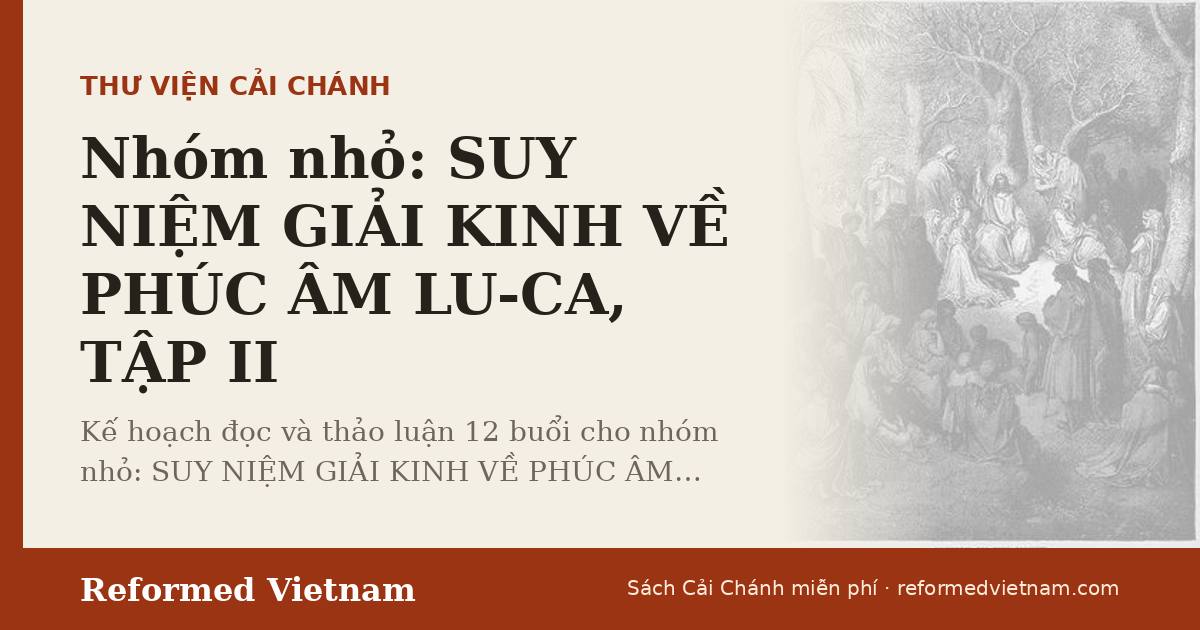 THƯ VIỆN CẢI CHÁNH
Nhóm nhỏ: SUY
NIỆM GIẢI KINH VỀ
PHÚC ÂM LU-CA,
TẬP II
Kế hoạch đọc và thảo luận 12 buổi cho nhóm
nhỏ: SUY NIỆM GIẢI KINH VỀ PHÚC ÂM...
Reformed Vietnam
Sách Cải Chánh miễn phí · reformedvietnam.com